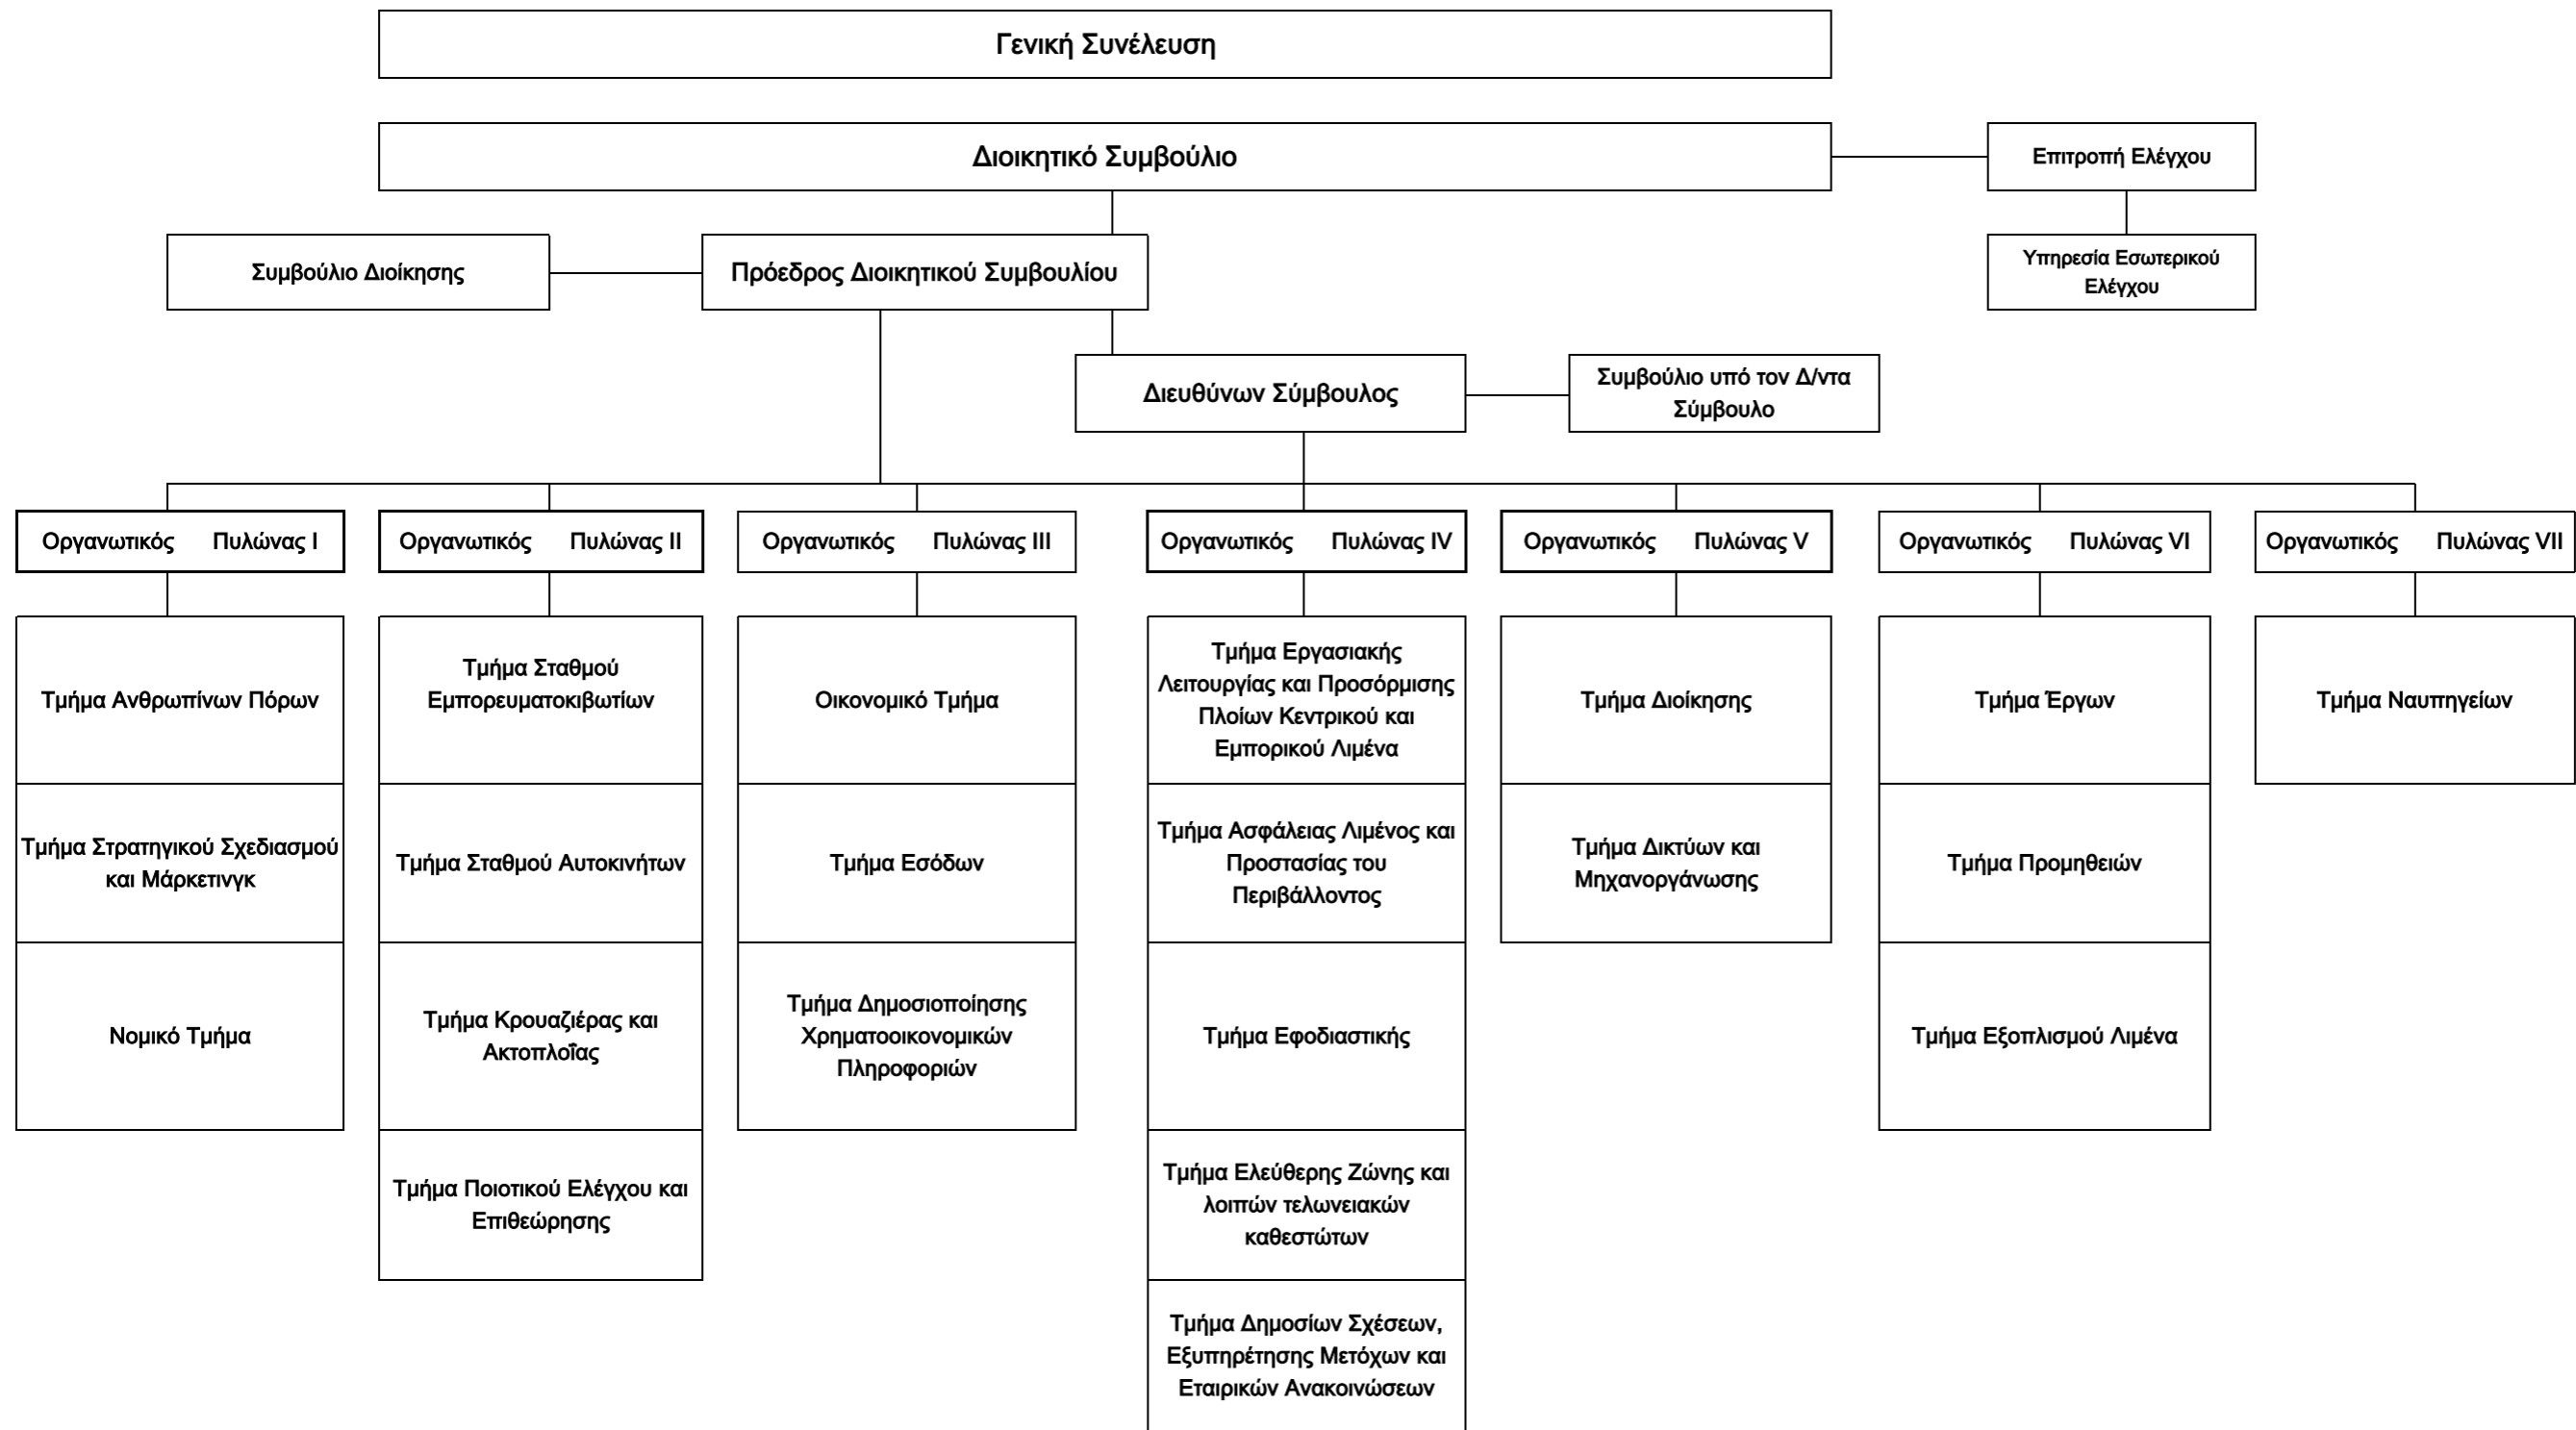 Γενική Συνέλευση
Διοικητικό Συμβούλιο
Επιτροπή Ελέγχου
Συμβούλιο Διοίκησης
Πρόεδρος Διοικητικού Συμβουλίου
Υπηρεσία Εσωτερικού
Ελέγχου
Διευθύνων Σύμβουλος
Συμβούλιο υπό τον Δ/ντα
Σύμβουλο
Οργανωτικός Πυλώνας I
Οργανωτικός Πυλώνας II
Οργανωτικός Πυλώνας III
Οργανωτικός Πυλώνας IV
Οργανωτικός Πυλώνας V
Οργανωτικός Πυλώνας VI
Οργανωτικός Πυλώνας VII
Τμήμα Ανθρωπίνων Πόρων
Τμήμα Σταθμού
Εμπορευματοκιβωτίων
Οικονομικό Τμήμα
Τμήμα Εργασιακής
Λειτουργίας και Προσόρμισης
Πλοίων Κεντρικού και
Εμπορικού Λιμένα
Τμήμα Διοίκησης
Τμήμα Έργων
Τμήμα Ναυπηγείων
Τμήμα Στρατηγικού Σχεδιασμού
και Μάρκετινγκ
Τμήμα Σταθμού Αυτοκινήτων
Τμήμα Εσόδων
Τμήμα Ασφάλειας Λιμένος και
Προστασίας του
Περιβάλλοντος
Τμήμα Δικτύων και
Μηχανοργάνωσης
Τμήμα Προμηθειών
Νομικό Τμήμα
Τμήμα Κρουαζιέρας και
Ακτοπλοΐας
Τμήμα Δημοσιοποίησης
Χρηματοοικονομικών
Πληροφοριών
Τμήμα Εφοδιαστικής
Τμήμα Εξοπλισμού Λιμένα
Τμήμα Ποιοτικού Ελέγχου και
Επιθεώρησης
Τμήμα Ελεύθερης Ζώνης και
λοιπών τελωνειακών
καθεστώτων
Τμήμα Δημοσίων Σχέσεων,
Εξυπηρέτησης Μετόχων και
Εταιρικών Ανακοινώσεων